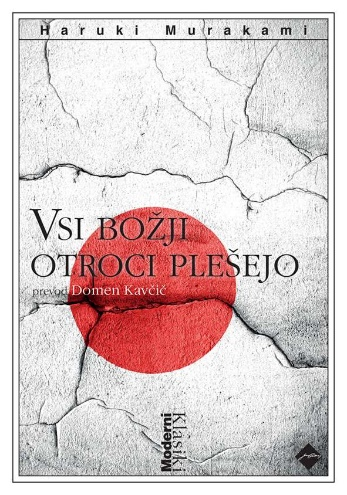 Haruki Murakami
VSI BOŽJI
OTROCI PLEŠEJO
prevod Domen Kavčič
Moderni
Klasiki